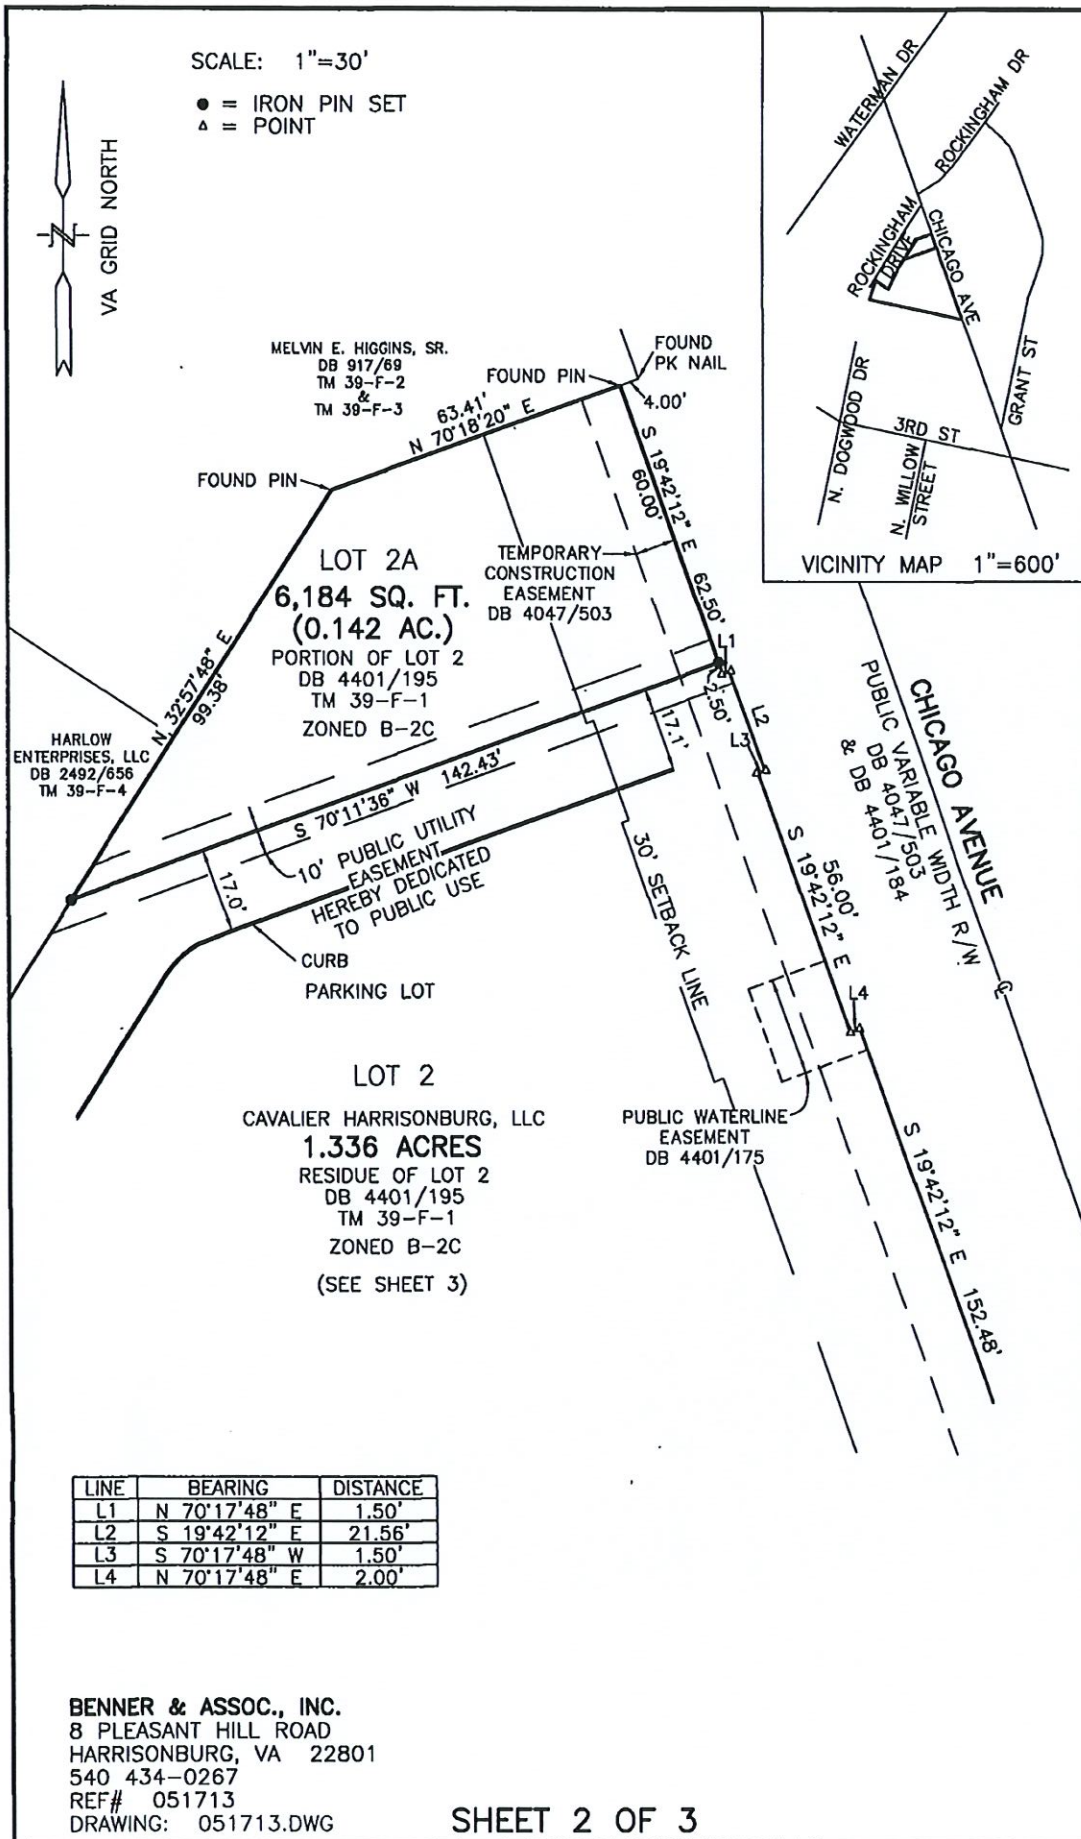 SCALE: 1"=30'
● = IRON PIN SET
△ = POINT
VA GRID NORTH
N
WATERMAN DR
ROCKINGHAM DR
ROCKINGHAM
DRIVE
CHICAGO AVE
GRANT ST
N. DOGWOOD DR
3RD ST
N. WILLOW
STREET
VICINITY MAP 1"=600'
MELVIN E. HIGGINS, SR.
DB 917/69
TM 39-F-2
&
TM 39-F-3
FOUND PIN
FOUND
PK NAIL
4.00'
63.41'
N 70°18'20" E
FOUND PIN
S 19°42'12" E
60.00'
62.50'
LOT 2A
6,184 SQ. FT.
(0.142 AC.)
PORTION OF LOT 2
DB 4401/195
TM 39-F-1
ZONED B-2C
TEMPORARY
CONSTRUCTION
EASEMENT
DB 4047/503
N 32°57'48" E
99.38'
HARLOW
ENTERPRISES, LLC
DB 2492/656
TM 39-F-4
L1
2.50'
L2
L3
17.1'
S 70°11'36" W 142.43'
10' PUBLIC UTILITY
EASEMENT
HEREBY DEDICATED
TO PUBLIC USE
17.0'
CURB
PARKING LOT
30' SETBACK LINE
CHICAGO AVENUE
PUBLIC VARIABLE WIDTH R/W
DB 4047/503
& DB 4401/184
56.00'
S 19°42'12" E
L4
℄
LOT 2
CAVALIER HARRISONBURG, LLC
1.336 ACRES
RESIDUE OF LOT 2
DB 4401/195
TM 39-F-1
ZONED B-2C
(SEE SHEET 3)
PUBLIC WATERLINE
EASEMENT
DB 4401/175
S 19°42'12" E 152.48'
LINE BEARING DISTANCE
L1 N 70°17'48" E 1.50'
L2 S 19°42'12" E 21.56'
L3 S 70°17'48" W 1.50'
L4 N 70°17'48" E 2.00'
BENNER & ASSOC., INC.
8 PLEASANT HILL ROAD
HARRISONBURG, VA 22801
540 434-0267
REF# 051713
DRAWING: 051713.DWG
SHEET 2 OF 3